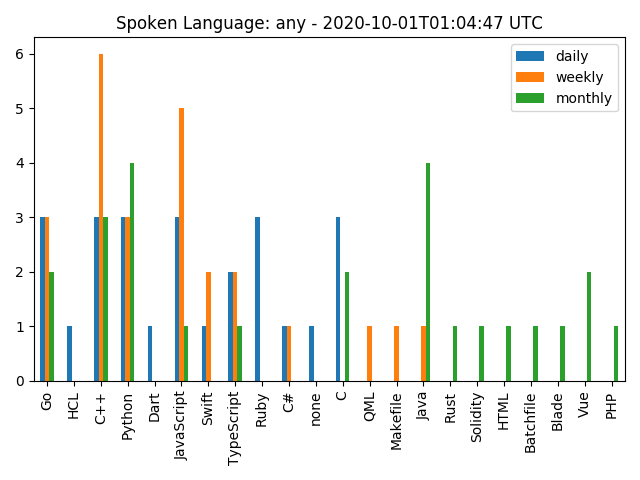 Spoken Language: any - 2020-10-01T01:04:47 UTC
daily
weekly
monthly
6
5
4
3
2
1
0
Go
HCL
C++
Python
Dart
JavaScript
Swift
TypeScript
Ruby
C#
none
C
QML
Makefile
Java
Rust
Solidity
HTML
Batchfile
Blade
Vue
PHP